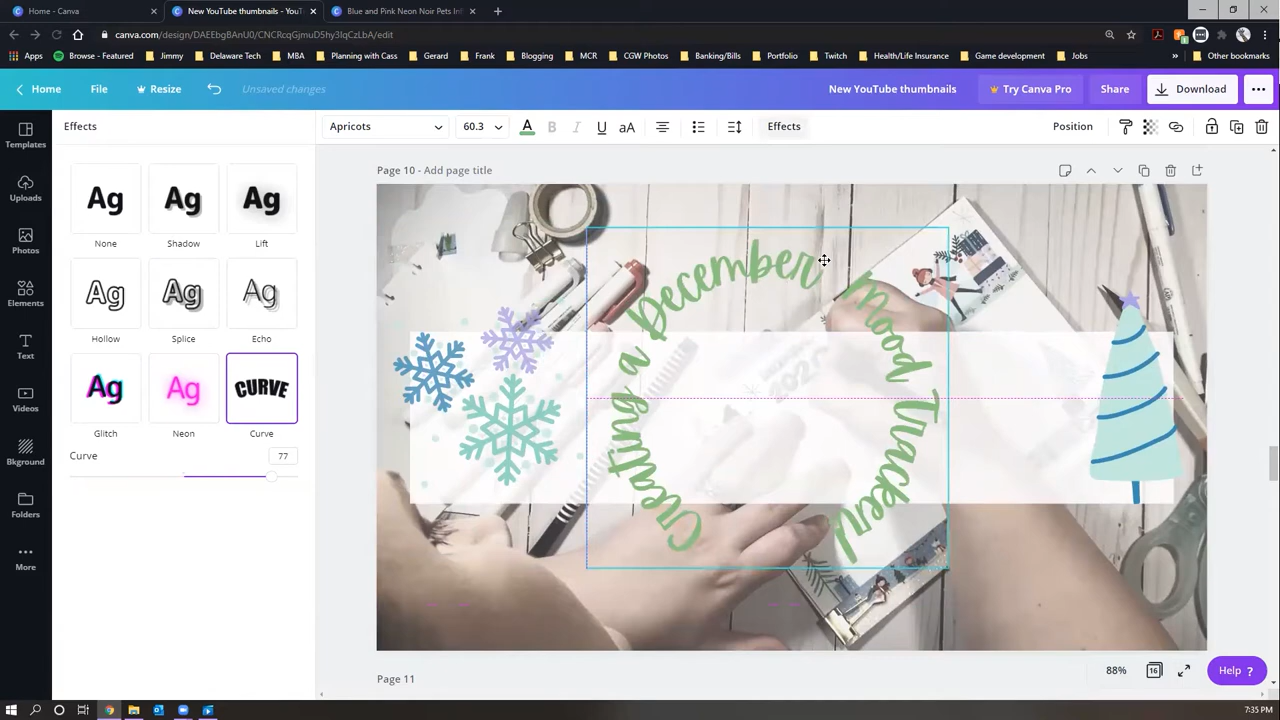 Home - Canva
New YouTube thumbnails - YouT
Blue and Pink Neon Noir Pets In
canva.com/design/DAEEbgBAnU0/CNCRcqGjmuD5hy3IqCzLbA/edit
Apps
Browse - Featured
Jimmy
Delaware Tech
MBA
Planning with Cass
Gerard
Frank
Blogging
MCR
CGW Photos
Banking/Bills
Portfolio
Twitch
Health/Life Insurance
Game development
Jobs
Other bookmarks
Home
File
Resize
Unsaved changes
New YouTube thumbnails
Try Canva Pro
Share
Download
Effects
Apricots
60.3
A
B
I
U
aA
Effects
Position
Templates
Uploads
Photos
Elements
Text
Videos
Bkground
Folders
More
Ag
None
Ag
Shadow
Ag
Lift
Ag
Hollow
Ag
Splice
Ag
Echo
Ag
Glitch
Ag
Neon
CURVE
Curve
Curve
77
Page 10 - Add page title
Creating a December Mood Tracker!
2021
Page 11
88%
16
Help ?
7:35 PM